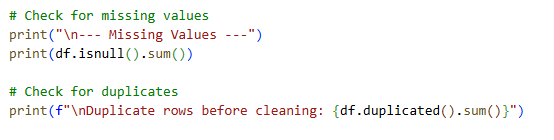 # Check for missing values
print("\n--- Missing Values ---")
print(df.isnull().sum())

# Check for duplicates
print(f"\nDuplicate rows before cleaning: {df.duplicated().sum()}")